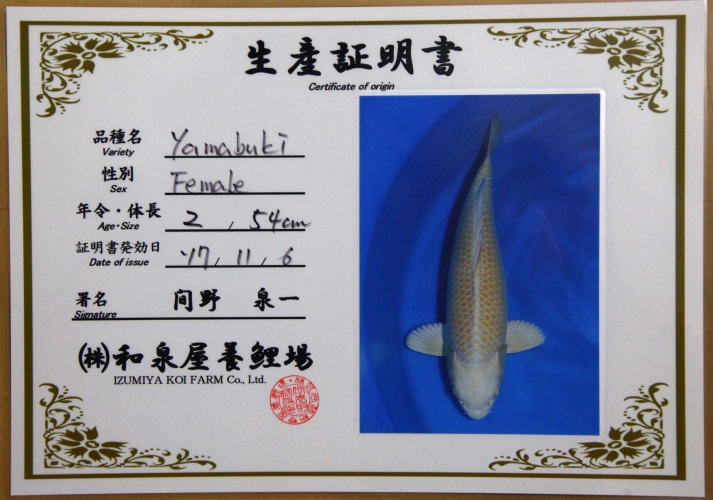 生産証明書
Certificate of origin
品種名 Yamabuki
Variety
性別 Female
Sex
年令・体長 2, 54cm
Age・Size
証明書発効日 '17, 11, 6
Date of issue
署名 间野 泉一
Signature
㈱和泉屋養鯉場
IZUMIYA KOI FARM Co., Ltd.